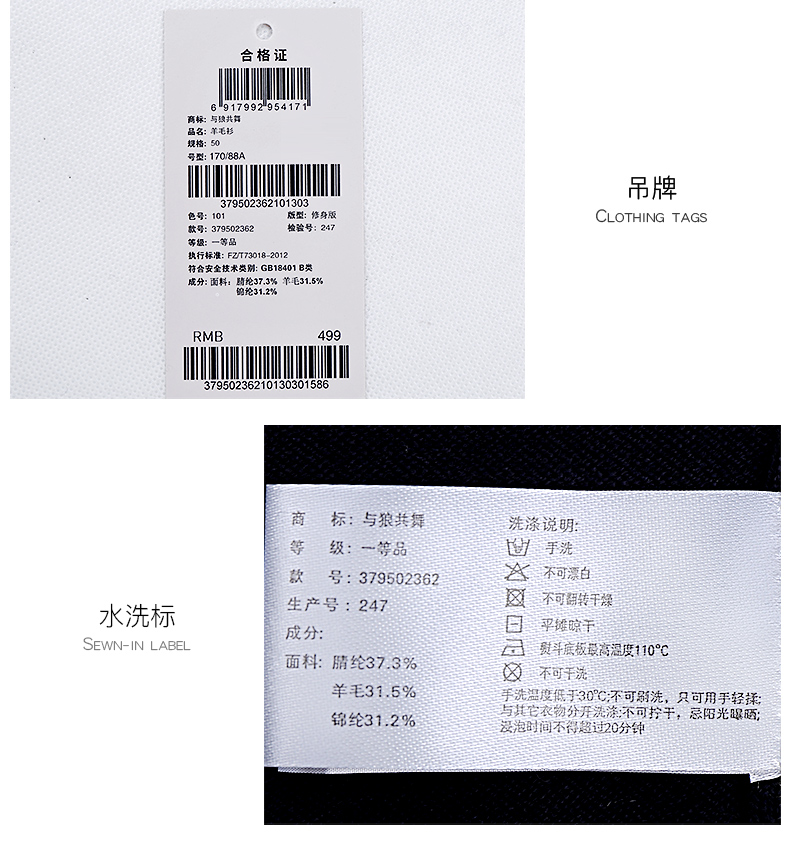 合格证
6 917992 954171
商标: 与狼共舞
品名: 羊毛衫
规格: 50
号型: 170/88A
379502362101303
色号: 101 版型: 修身版
款号: 379502362 检验号: 247
等级: 一等品
执行标准: FZ/T73018-2012
符合安全技术类别: GB18401 B类
成分: 面料: 腈纶37.3% 羊毛31.5%
锦纶31.2%
RMB 499
37950236210130301586
吊牌
CLOTHING TAGS
水洗标
SEWN-IN LABEL
商 标: 与狼共舞
等 级: 一等品
款 号: 379502362
生产号: 247
成分:
面料: 腈纶37.3%
羊毛31.5%
锦纶31.2%
洗涤说明:
手洗
不可漂白
不可翻转干燥
平摊晾干
熨斗底板最高温度110℃
不可干洗
手洗温度低于30℃;不可刷洗，只可用手轻揉;
与其它衣物分开洗涤;不可拧干，忌阳光曝晒;
浸泡时间不得超过20分钟